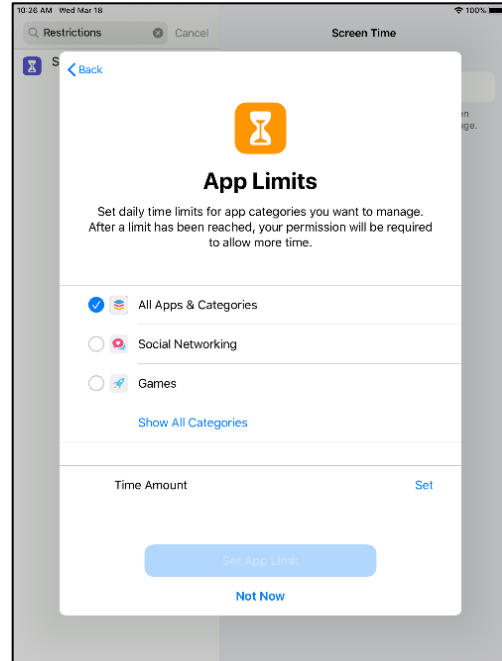 10:26 AM Wed Mar 18
100%
Restrictions
Cancel
Screen Time
S
Back
App Limits
Set daily time limits for app categories you want to manage.
After a limit has been reached, your permission will be required
to allow more time.
All Apps & Categories
Social Networking
Games
Show All Categories
Time Amount
Set
Set App Limit
Not Now